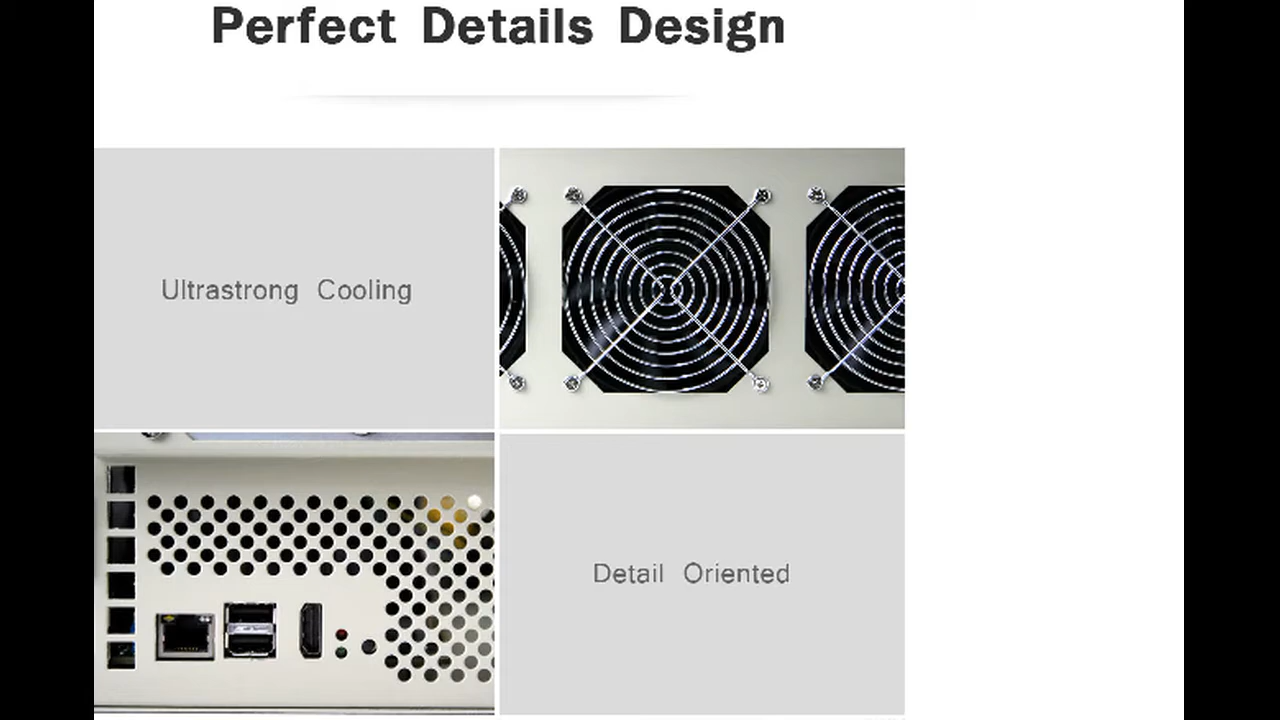 Perfect Details Design
Ultrastrong Cooling
Detail Oriented